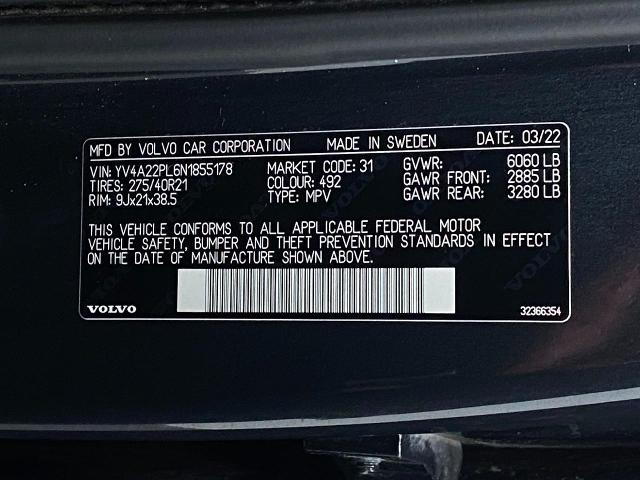 MFD BY VOLVO CAR CORPORATION MADE IN SWEDEN DATE: 03/22
VIN: YV4A22PL6N1855178 MARKET CODE: 31 GVWR: 6060 LB
TIRES: 275/40R21 COLOUR: 492 GAWR FRONT: 2885 LB
RIM: 9Jx21x38.5 TYPE: MPV GAWR REAR: 3280 LB
THIS VEHICLE CONFORMS TO ALL APPLICABLE FEDERAL MOTOR
VEHICLE SAFETY, BUMPER AND THEFT PREVENTION STANDARDS IN EFFECT
ON THE DATE OF MANUFACTURE SHOWN ABOVE.
VOLVO 32366354